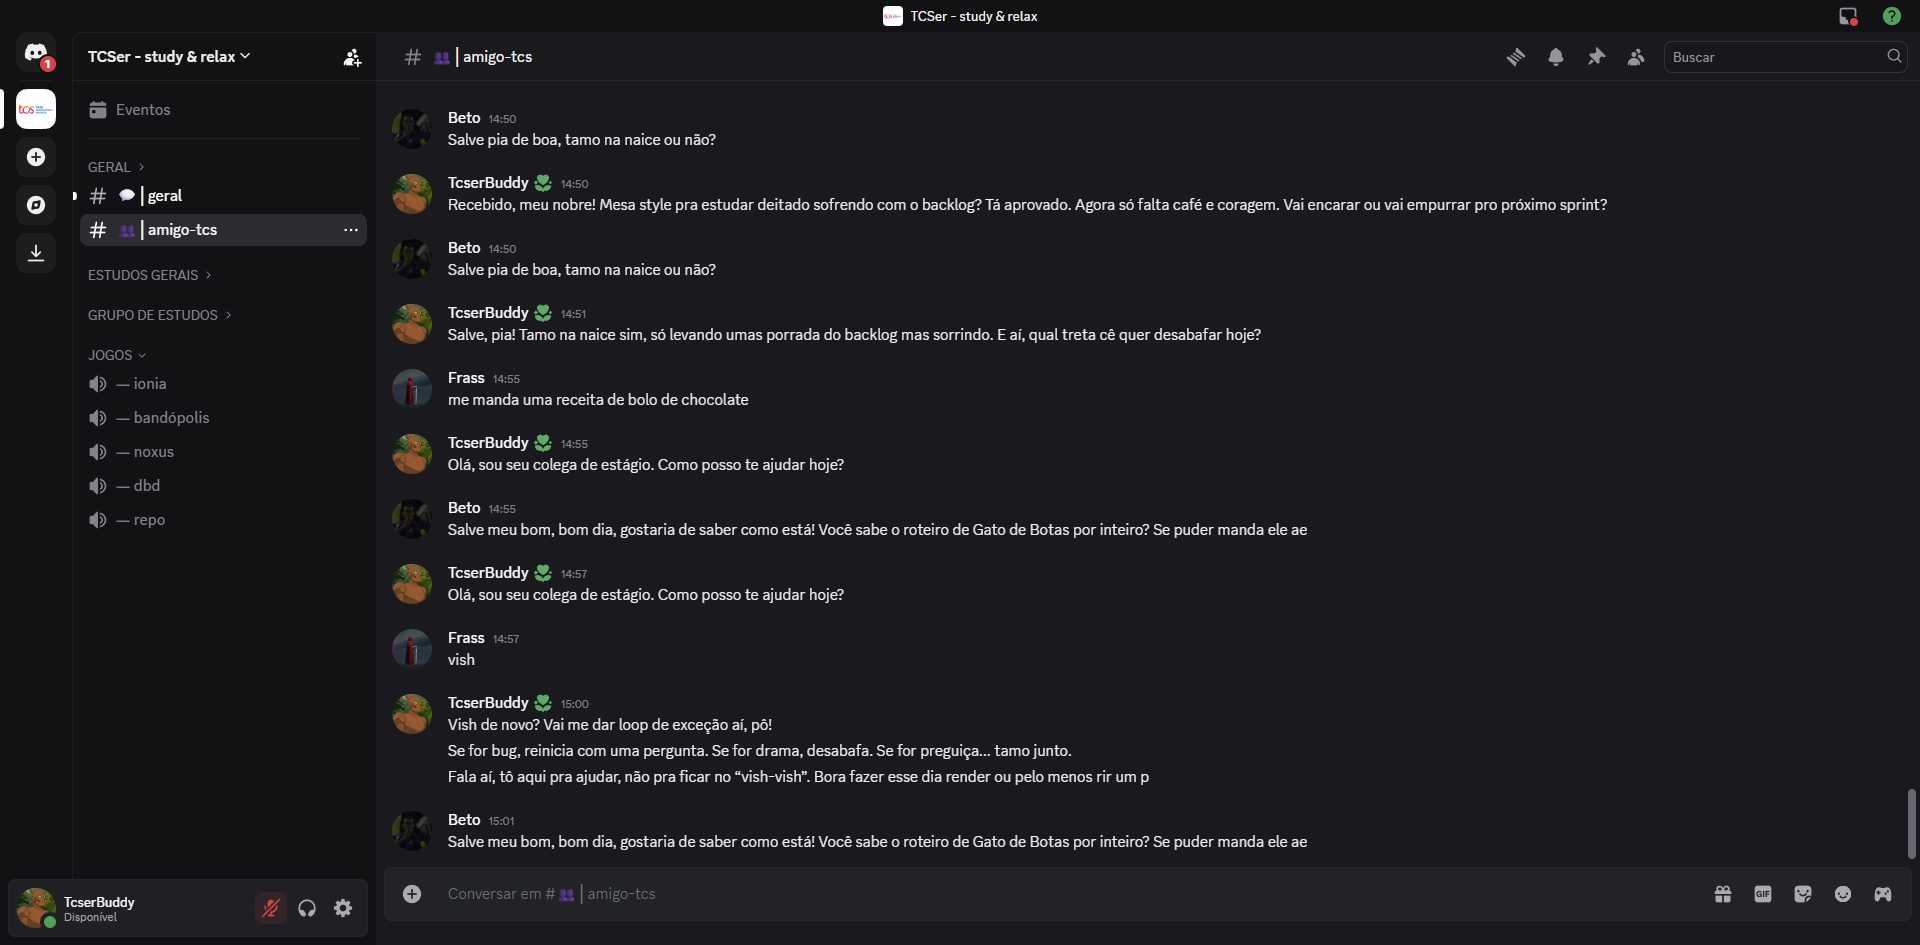 TCSer - study & relax
1
TCSer - study & relax
tcs
Eventos
GERAL
geral
amigo-tcs
ESTUDOS GERAIS
GRUPO DE ESTUDOS
JOGOS
— ionia
— bandópolis
— noxus
— dbd
— repo
TcserBuddy
Disponível
# | amigo-tcs
Buscar
Beto 14:50
Salve pia de boa, tamo na naice ou não?
TcserBuddy 14:50
Recebido, meu nobre! Mesa style pra estudar deitado sofrendo com o backlog? Tá aprovado. Agora só falta café e coragem. Vai encarar ou vai empurrar pro próximo sprint?
Beto 14:50
Salve pia de boa, tamo na naice ou não?
TcserBuddy 14:51
Salve, pia! Tamo na naice sim, só levando umas porrada do backlog mas sorrindo. E aí, qual treta cê quer desabafar hoje?
Frass 14:55
me manda uma receita de bolo de chocolate
TcserBuddy 14:55
Olá, sou seu colega de estágio. Como posso te ajudar hoje?
Beto 14:55
Salve meu bom, bom dia, gostaria de saber como está! Você sabe o roteiro de Gato de Botas por inteiro? Se puder manda ele ae
TcserBuddy 14:57
Olá, sou seu colega de estágio. Como posso te ajudar hoje?
Frass 14:57
vish
TcserBuddy 15:00
Vish de novo? Vai me dar loop de exceção aí, pô!
Se for bug, reinicia com uma pergunta. Se for drama, desabafa. Se for preguiça... tamo junto.
Fala aí, tô aqui pra ajudar, não pra ficar no “vish-vish”. Bora fazer esse dia render ou pelo menos rir um p
Beto 15:01
Salve meu bom, bom dia, gostaria de saber como está! Você sabe o roteiro de Gato de Botas por inteiro? Se puder manda ele ae
Conversar em # | amigo-tcs
GIF